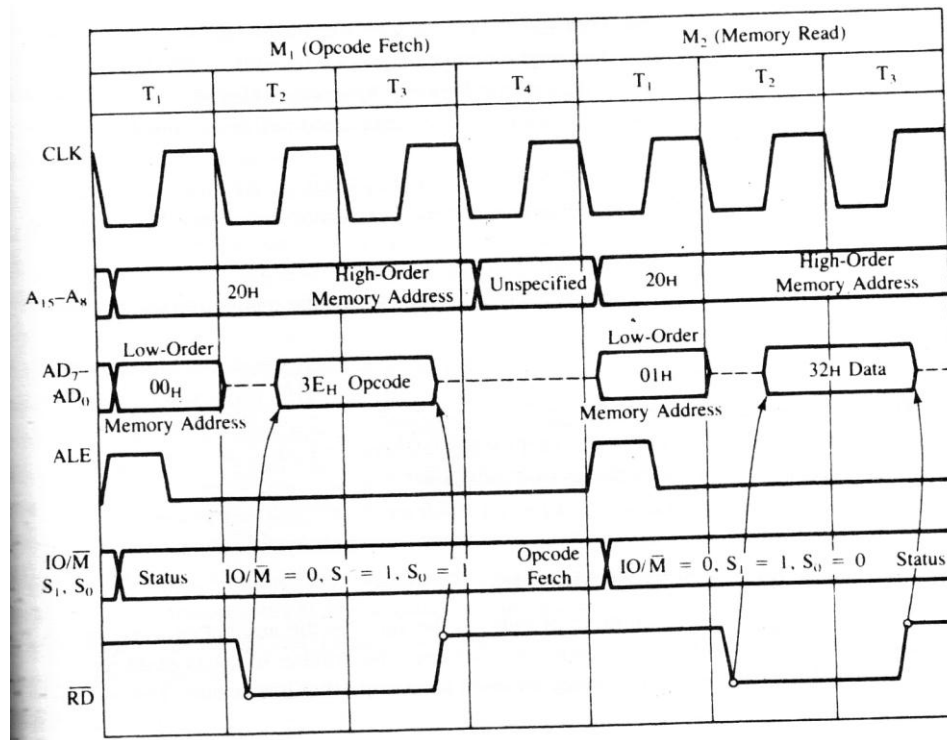 M₁ (Opcode Fetch) M₂ (Memory Read)
T₁ T₂ T₃ T₄ T₁ T₂ T₃
CLK
A₁₅–A₈ 20H High-Order Memory Address Unspecified 20H High-Order Memory Address
Low-Order Low-Order
AD₇–AD₀ 00H 3E_H Opcode 01H 32H Data
Memory Address Memory Address
ALE
IO/M̅ S₁, S₀ Status IO/M̅ = 0, S₁ = 1, S₀ = 1 Opcode Fetch IO/M̅ = 0, S₁ = 1, S₀ = 0 Status
R̅D̅